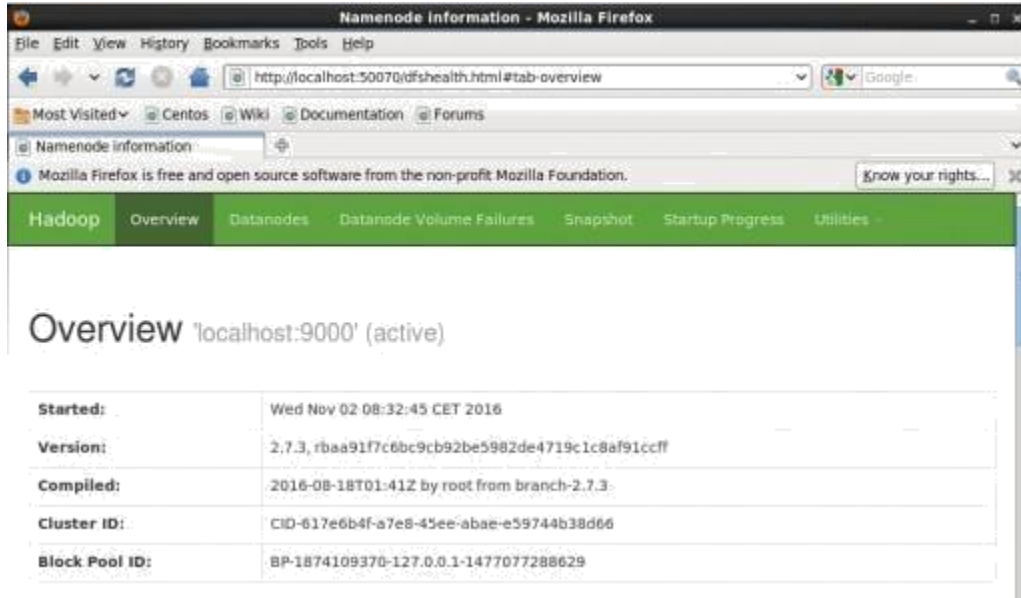 Namenode information - Mozilla Firefox
File Edit View History Bookmarks Tools Help
http://localhost:50070/dfshealth.html#tab-overview Google
Most Visited Centos Wiki Documentation Forums
Namenode information
Mozilla Firefox is free and open source software from the non-profit Mozilla Foundation. Know your rights...
Hadoop Overview Datanodes Datanode Volume Failures Snapshot Startup Progress Utilities
Overview 'localhost:9000' (active)
Started: Wed Nov 02 08:32:45 CET 2016
Version: 2.7.3, rbaa91f7c6bc9cb92be5982de4719c1c8af91ccff
Compiled: 2016-08-18T01:41Z by root from branch-2.7.3
Cluster ID: CID-617e6b4f-a7e8-45ee-abae-e59744b38d66
Block Pool ID: BP-1874109370-127.0.0.1-1477077288629